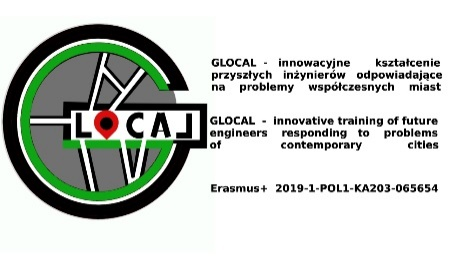 LOCAL
GLOCAL - innowacyjne kształcenie
przyszłych inżynierów odpowiadające
na problemy współczesnych miast
GLOCAL - innovative training of future
engineers responding to problems
of contemporary cities
Erasmus+ 2019-1-POL1-KA203-065654